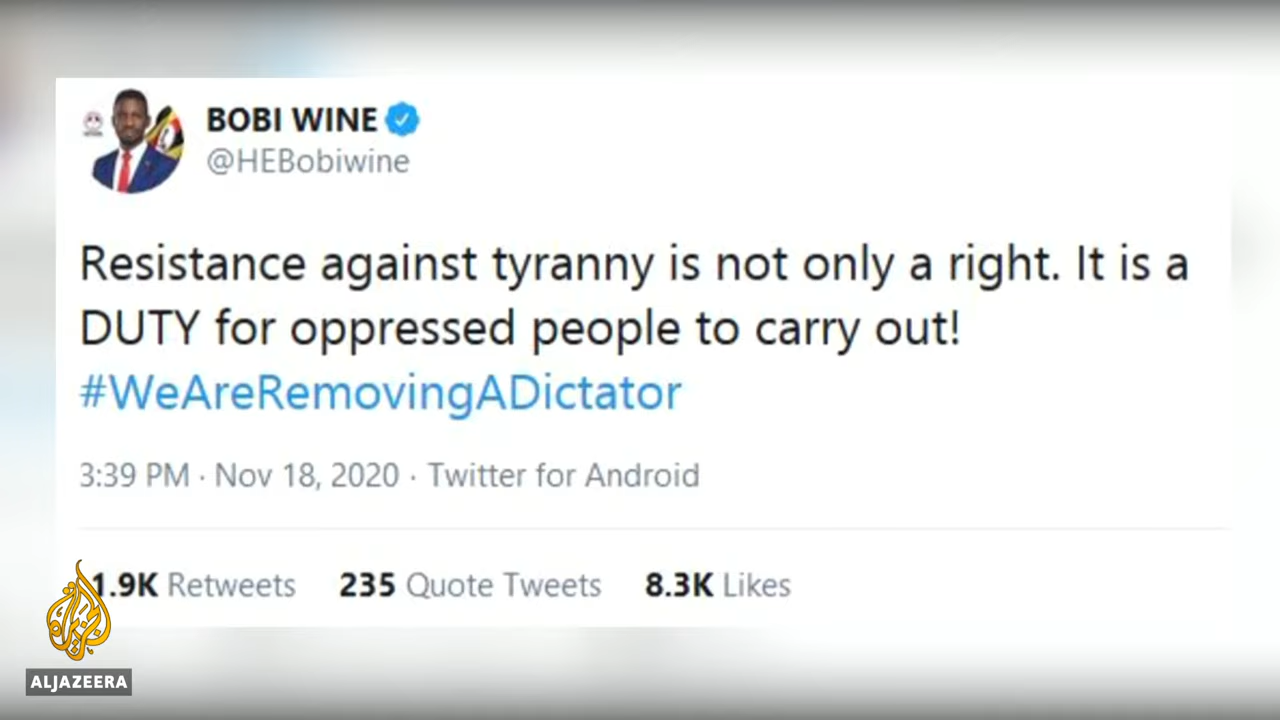 BOBI WINE
@HEBobiwine
Resistance against tyranny is not only a right. It is a
DUTY for oppressed people to carry out!
#WeAreRemovingADictator
3:39 PM · Nov 18, 2020 · Twitter for Android
1.9K Retweets 235 Quote Tweets 8.3K Likes
ALJAZEERA